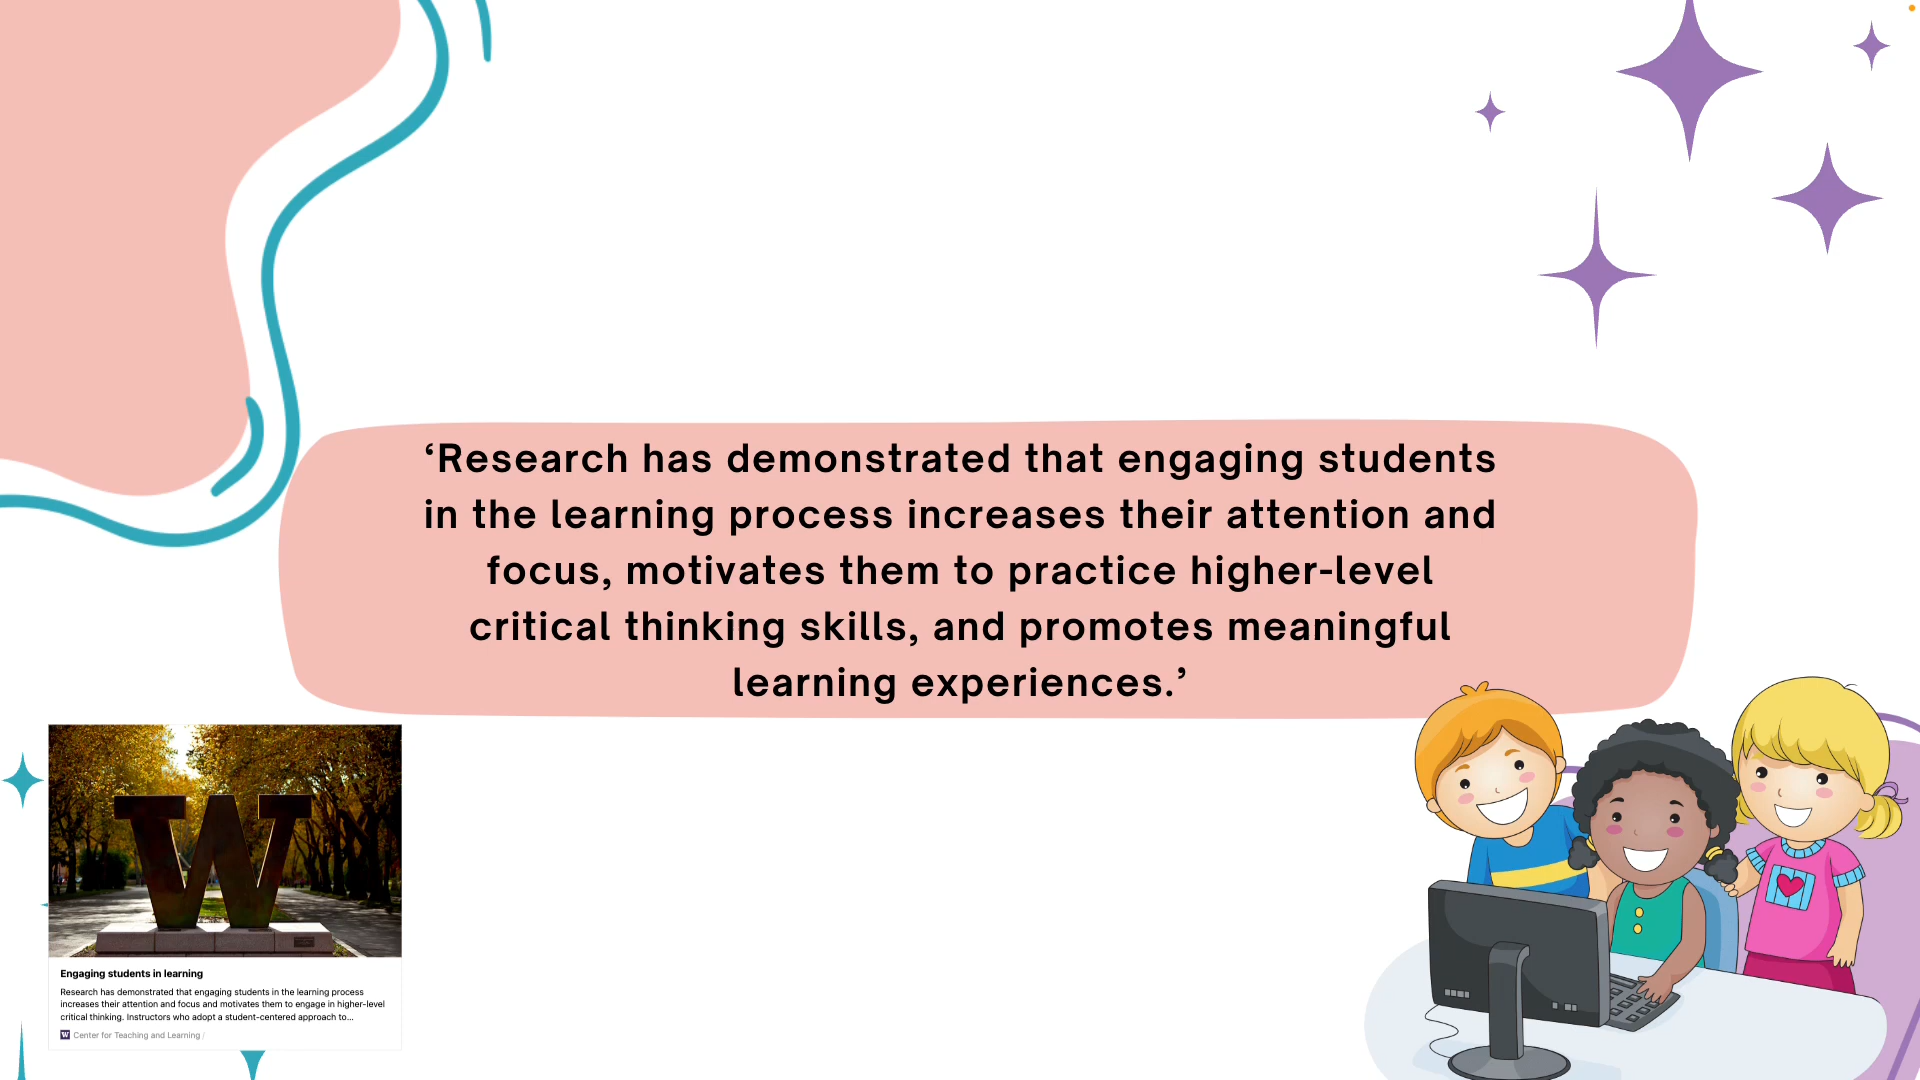 ‘Research has demonstrated that engaging students
in the learning process increases their attention and
focus, motivates them to practice higher-level
critical thinking skills, and promotes meaningful
learning experiences.’
W
Engaging students in learning
Research has demonstrated that engaging students in the learning process
increases their attention and focus and motivates them to engage in higher-level
critical thinking. Instructors who adopt a student-centered approach to...
W Center for Teaching and Learning /